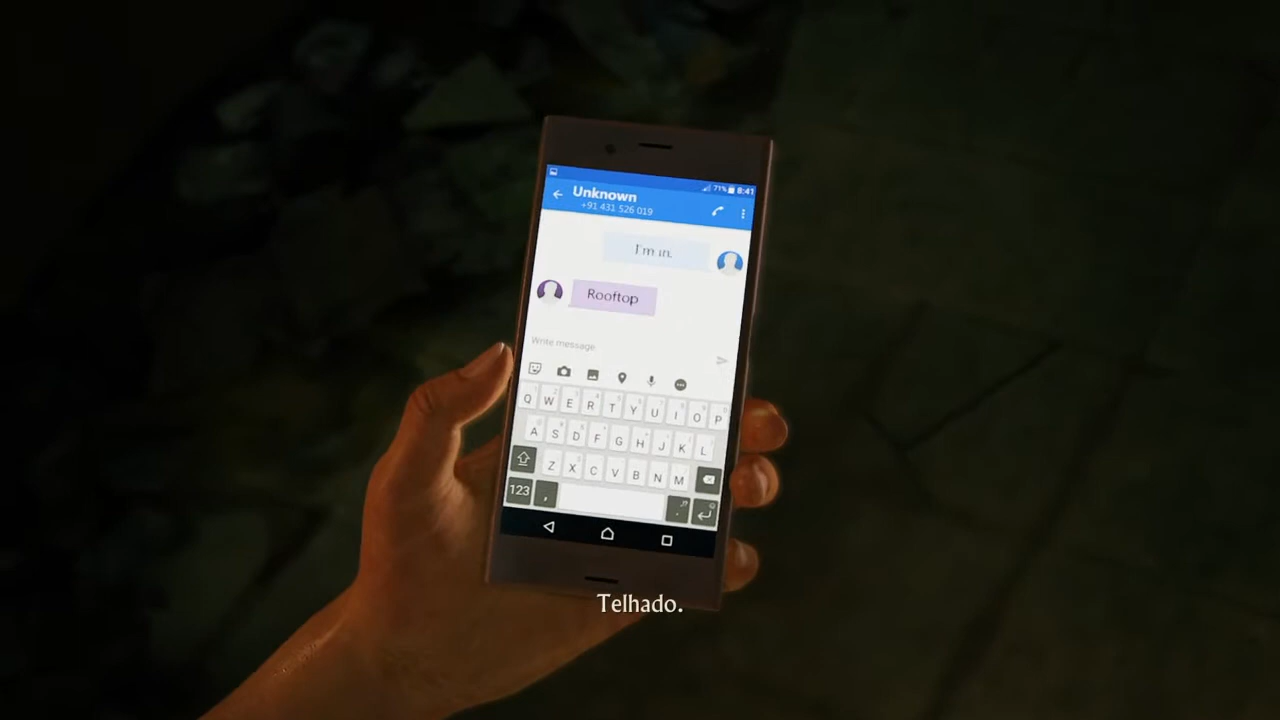 71% 8:41
Unknown
+91 431 526 019
I'm in.
Rooftop
Write message
Q W E R T Y U I O P
A S D F G H J K L
Z X C V B N M
123 , .
Telhado.